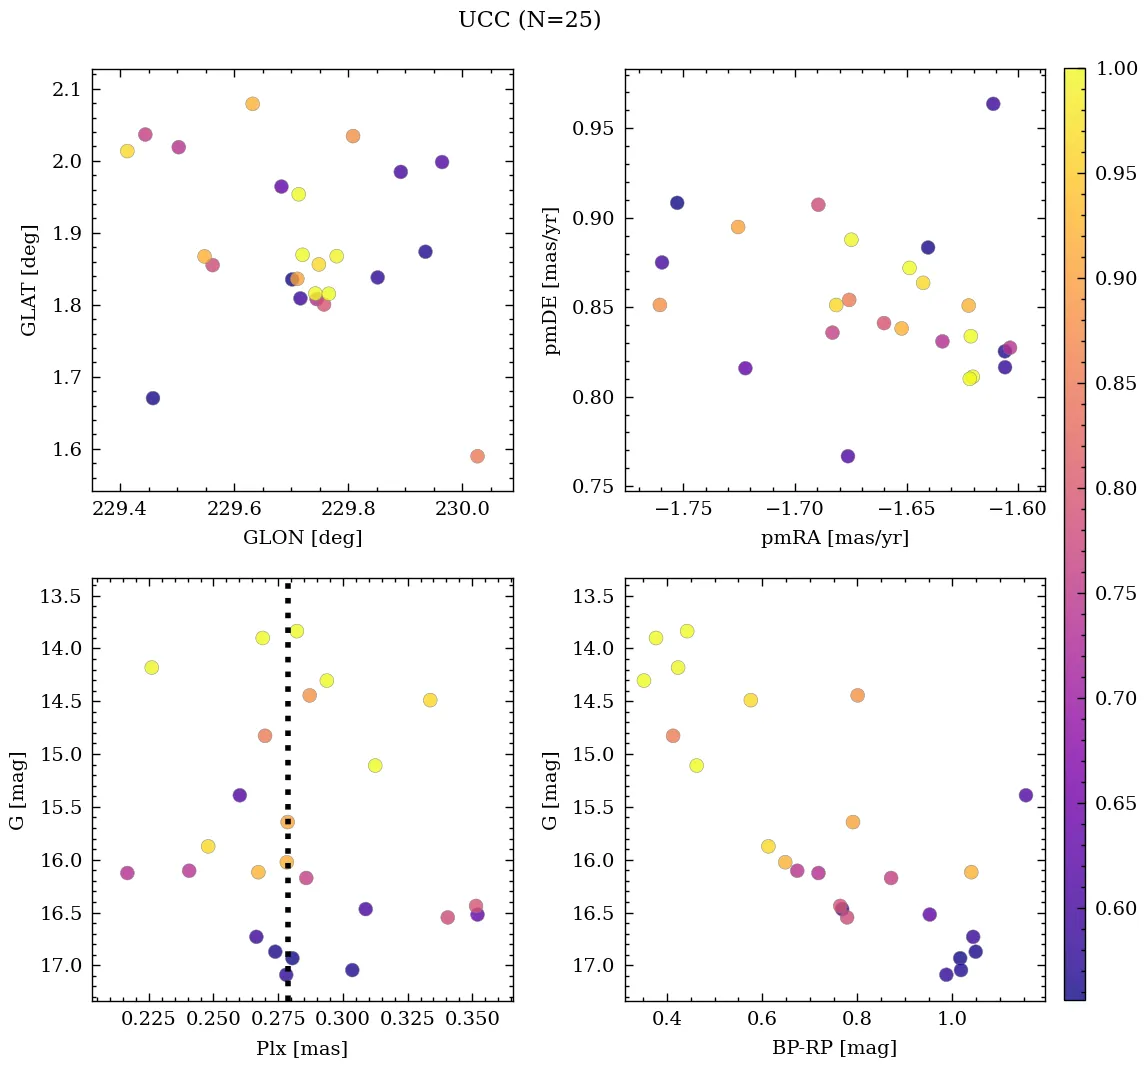 UCC (N=25)
2.1
2.0
1.9
1.8
1.7
1.6
GLAT [deg]
229.4 229.6 229.8 230.0
GLON [deg]
0.95
0.90
0.85
0.80
0.75
pmDE [mas/yr]
−1.75 −1.70 −1.65 −1.60
pmRA [mas/yr]
13.5
14.0
14.5
15.0
15.5
16.0
16.5
17.0
G [mag]
0.225 0.250 0.275 0.300 0.325 0.350
Plx [mas]
13.5
14.0
14.5
15.0
15.5
16.0
16.5
17.0
G [mag]
0.4 0.6 0.8 1.0
BP-RP [mag]
1.00
0.95
0.90
0.85
0.80
0.75
0.70
0.65
0.60